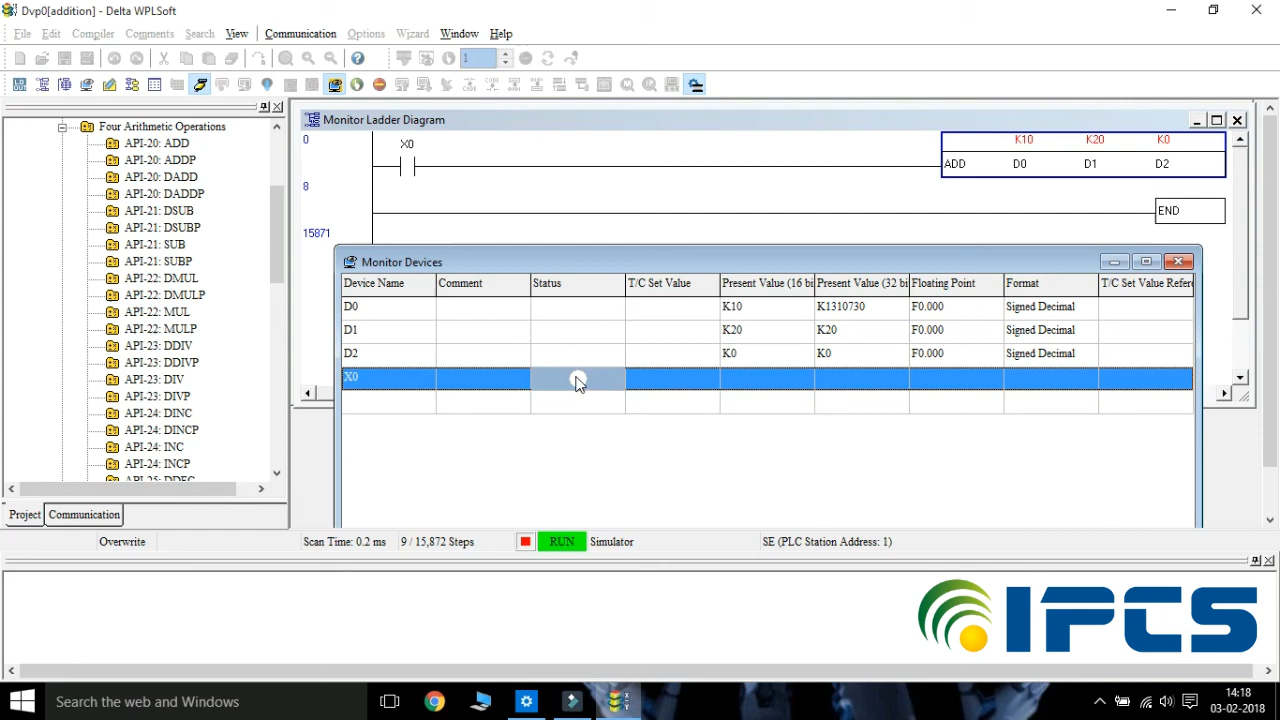 Dvp0[addition] - Delta WPLSoft
File Edit Compiler Comments Search View Communication Options Wizard Window Help
1
Four Arithmetic Operations
API-20: ADD
API-20: ADDP
API-20: DADD
API-20: DADDP
API-21: DSUB
API-21: DSUBP
API-21: SUB
API-21: SUBP
API-22: DMUL
API-22: DMULP
API-22: MUL
API-22: MULP
API-23: DDIV
API-23: DDIVP
API-23: DIV
API-23: DIVP
API-24: DINC
API-24: DINCP
API-24: INC
API-24: INCP
API-25: DDEC
Project Communication
Monitor Ladder Diagram
0 X0 K10 K20 K0
ADD D0 D1 D2
8
END
15871
Monitor Devices
Device Name Comment Status T/C Set Value Present Value (16 bi Present Value (32 bi Floating Point Format T/C Set Value Refere
D0 K10 K1310730 F0.000 Signed Decimal
D1 K20 K20 F0.000 Signed Decimal
D2 K0 K0 F0.000 Signed Decimal
X0
Overwrite Scan Time: 0.2 ms 9 / 15,872 Steps RUN Simulator SE (PLC Station Address: 1)
IPCS
Search the web and Windows
14:18
03-02-2018